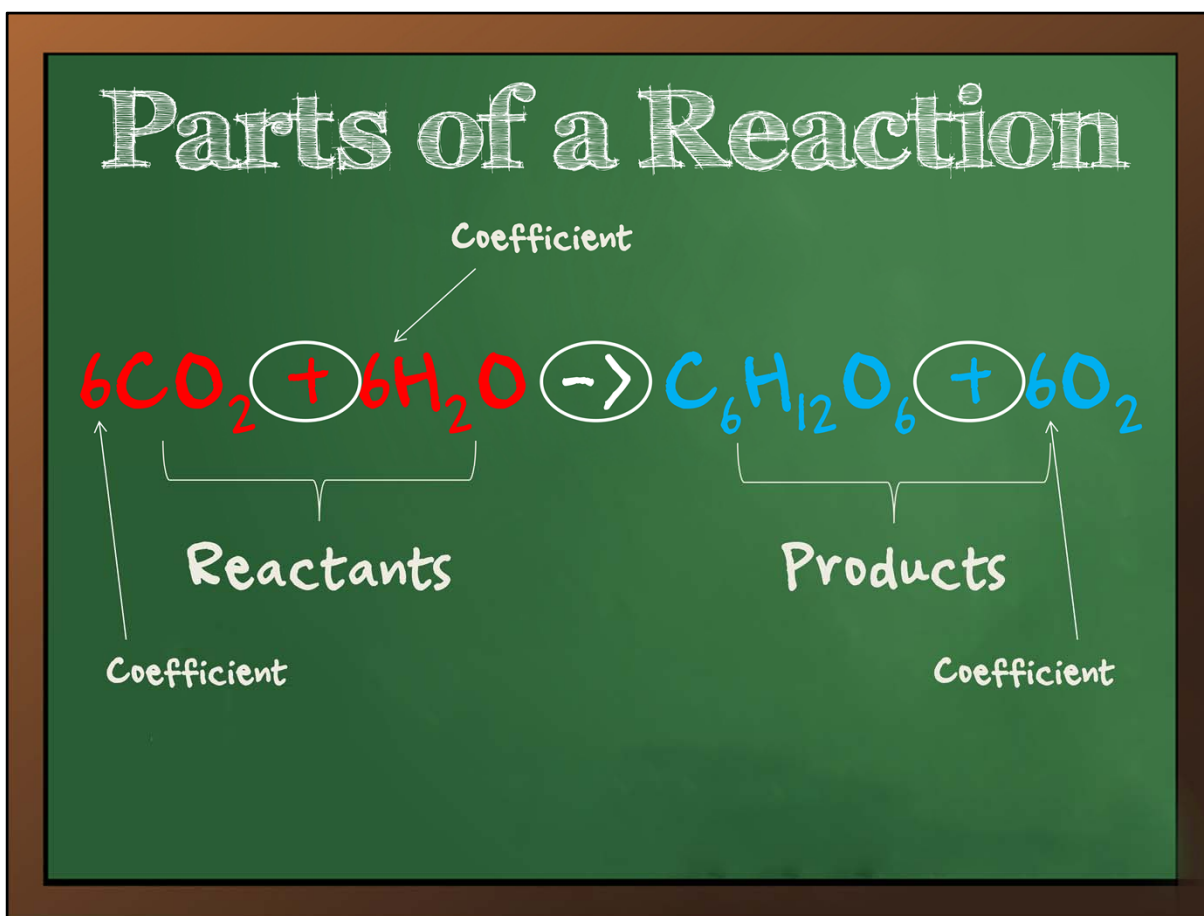 Parts of a Reaction
Coefficient
6CO₂ + 6H₂O -> C₆H₁₂O₆ + 6O₂
Reactants Products
Coefficient Coefficient